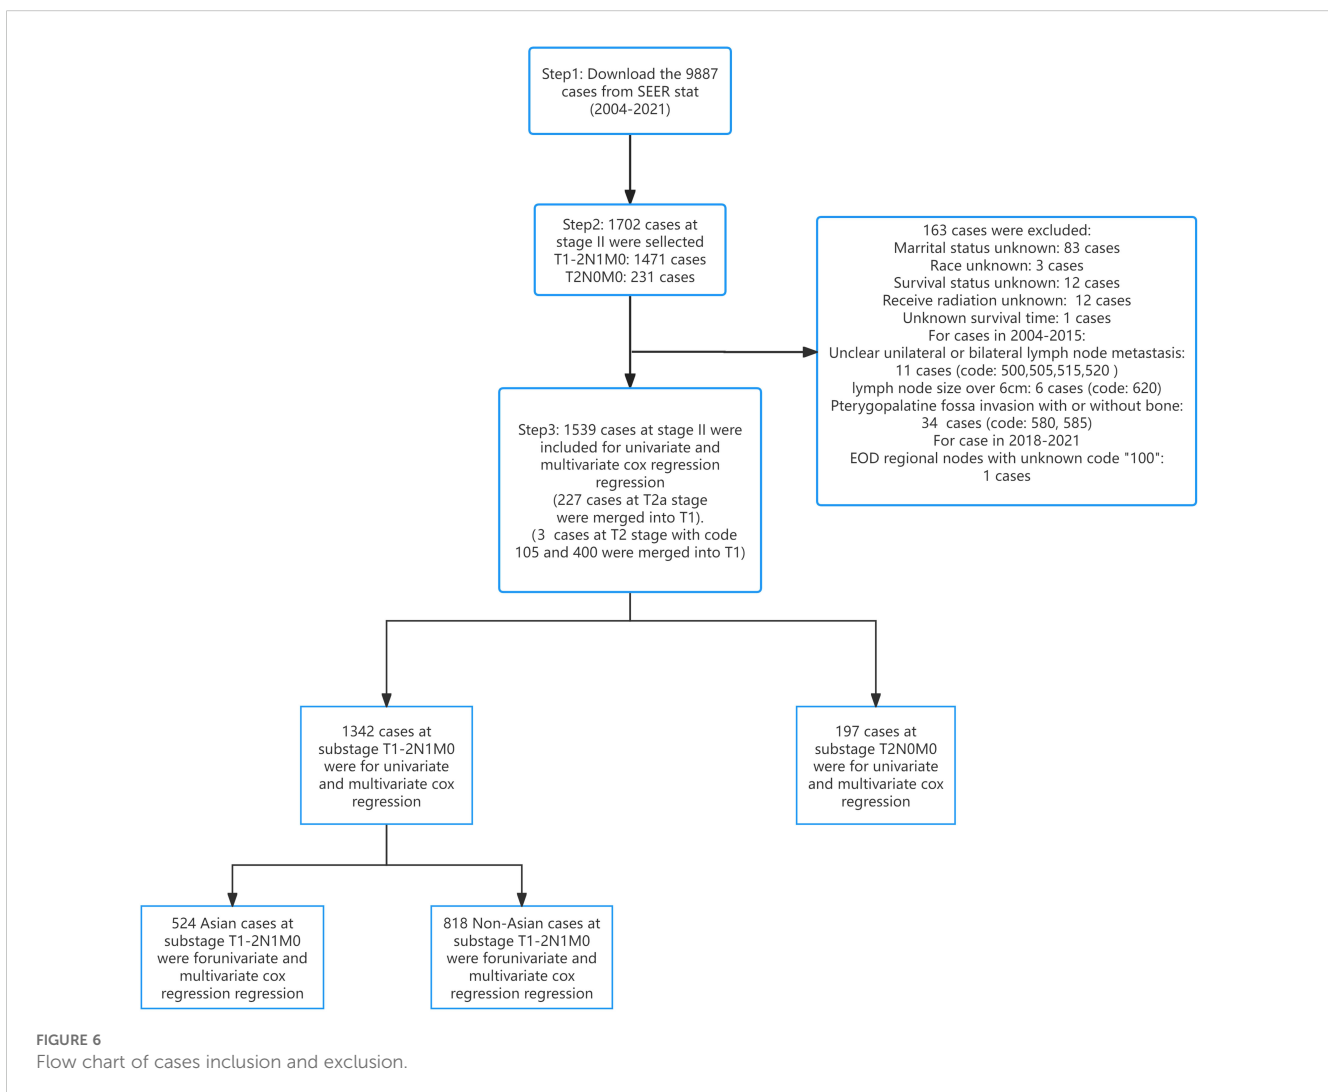 Step1: Download the 9887
cases from SEER stat
(2004-2021)
Step2: 1702 cases at
stage II were sellected
T1-2N1M0: 1471 cases
T2N0M0: 231 cases
163 cases were excluded:
Marrital status unknown: 83 cases
Race unknown: 3 cases
Survival status unknown: 12 cases
Receive radiation unknown:  12 cases
Unknown survival time: 1 cases
For cases in 2004-2015:
Unclear unilateral or bilateral lymph node metastasis:
11 cases (code: 500,505,515,520 )
lymph node size over 6cm: 6 cases (code: 620)
Pterygopalatine fossa invasion with or without bone:
34  cases (code: 580, 585)
For case in 2018-2021
EOD regional nodes with unknown code "100":
1 cases
Step3: 1539 cases at stage II were
included for univariate and
multivariate cox regression
regression
(227 cases at T2a stage
were merged into T1).
(3  cases at T2 stage with code
105 and 400 were merged into T1)
1342 cases at
substage T1-2N1M0
were for univariate
and multivariate cox
regression
197 cases at
substage T2N0M0
were for univariate
and multivariate cox
regression
524 Asian cases at
substage T1-2N1M0
were forunivariate and
multivariate cox
regression regression
818 Non-Asian cases at
substage T1-2N1M0
were forunivariate and
multivariate cox
regression regression
FIGURE 6
Flow chart of cases inclusion and exclusion.